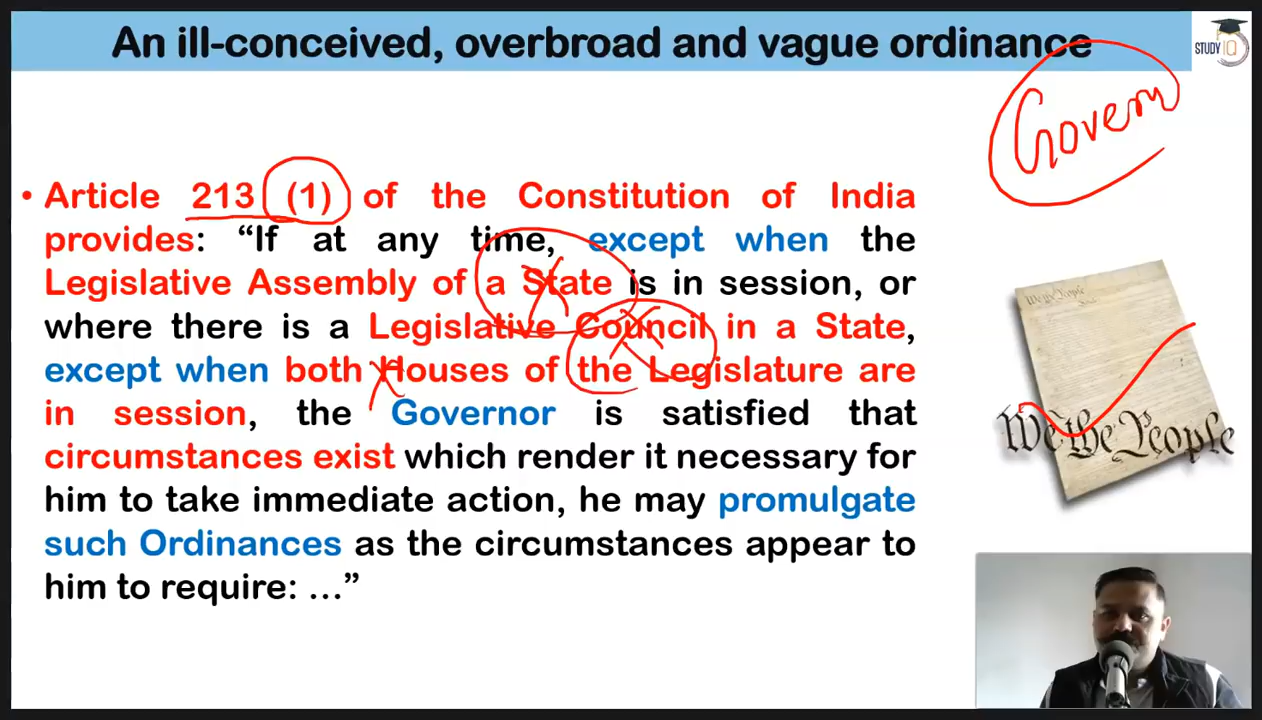 An ill-conceived, overbroad and vague ordinance
STUDY IQ
Govern
• Article 213 (1) of the Constitution of India
provides: “If at any time, except when the
Legislative Assembly of a State is in session, or
where there is a Legislative Council in a State,
except when both Houses of the Legislature are
in session, the Governor is satisfied that
circumstances exist which render it necessary for
him to take immediate action, he may promulgate
such Ordinances as the circumstances appear to
him to require: …”
We the People
We the People